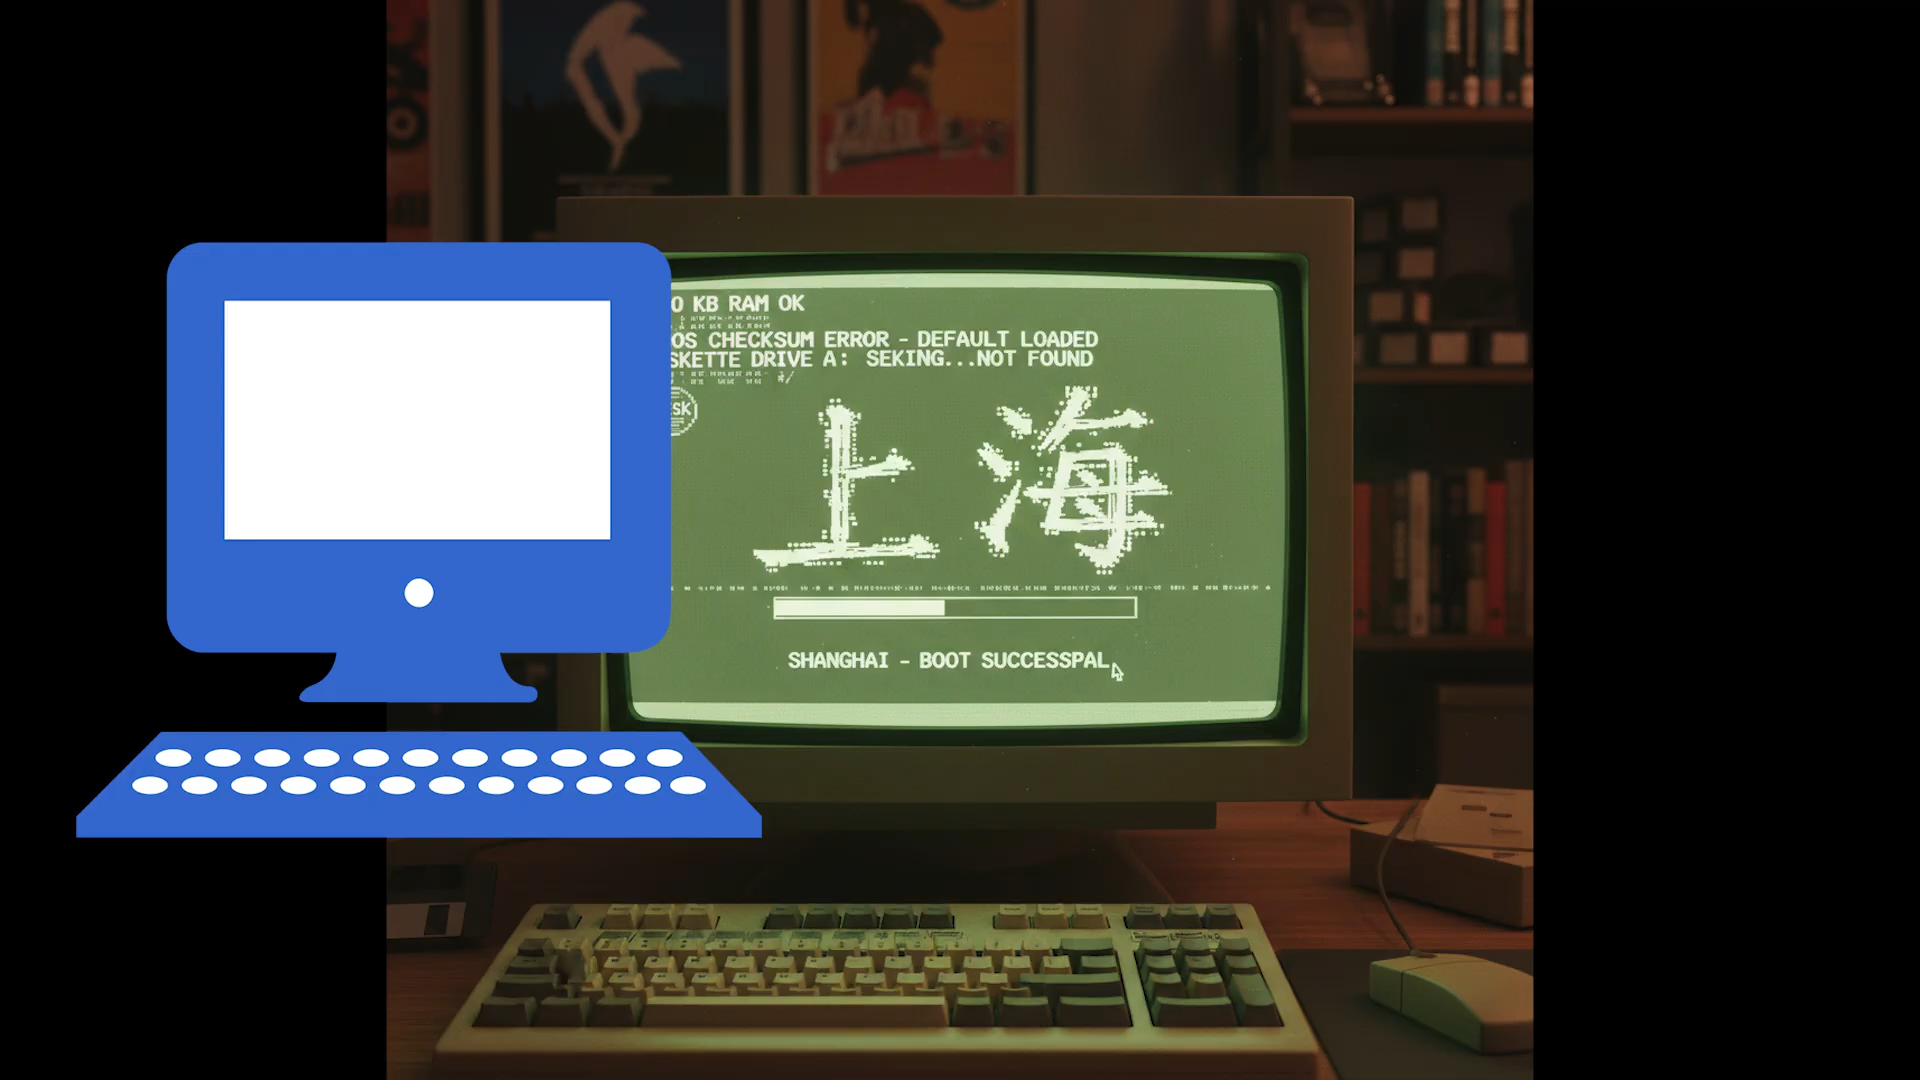 0 KB RAM OK
OS CHECKSUM ERROR - DEFAULT LOADED
SKETTE DRIVE A: SEKING...NOT FOUND
SK
上海
SHANGHAI - BOOT SUCCESSPAL